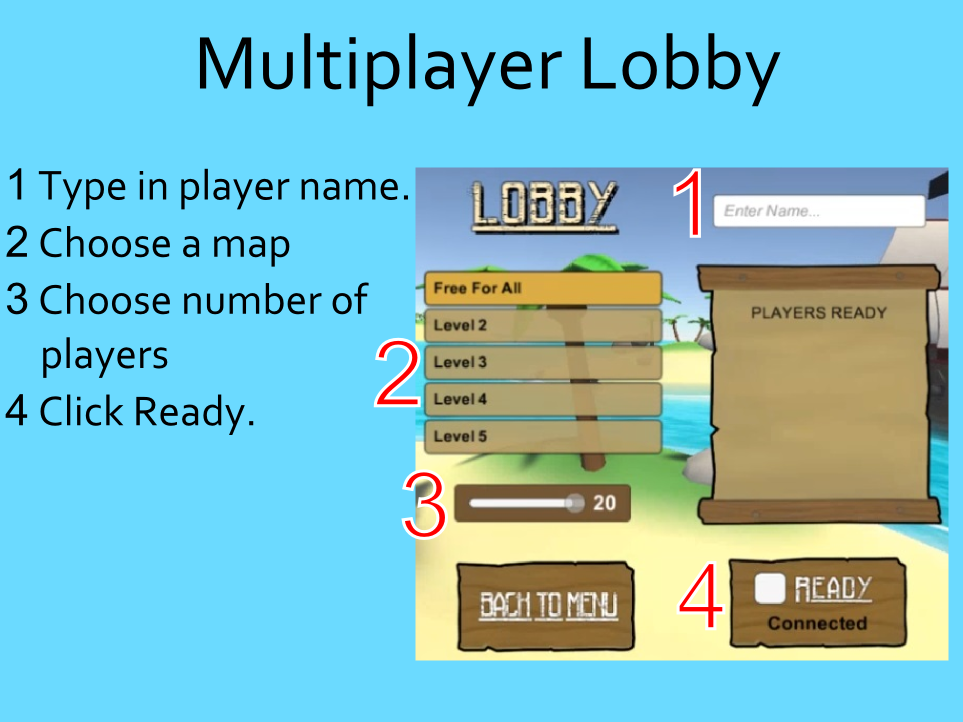 Multiplayer Lobby
1 Type in player name.
2 Choose a map
3 Choose number of
players
4 Click Ready.
LOBBY
1
Enter Name...
Free For All
PLAYERS READY
Level 2
Level 3
2
Level 4
Level 5
3
20
4
BACK TO MENU
READY
Connected